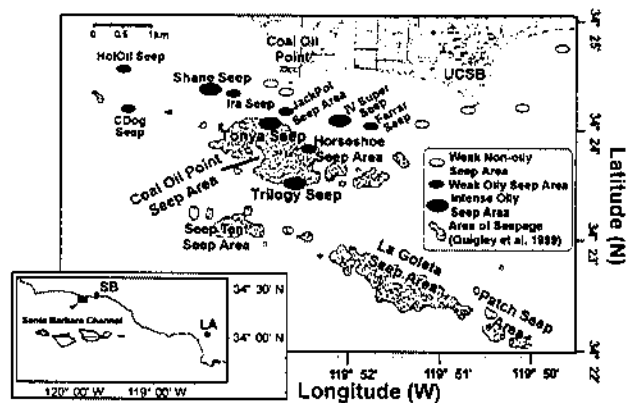 0 0.5 1km
34° 25
Coal Oil
Point
UCSB
HolOil Seep
Shane Seep
Ira Seep
JackPot
Seep Area
IV Super
Seep
Farrar
Seep
CDog
Seep
Tonya Seep
34° 24
Horseshoe
Seep Area
Coal Oil Point
Seep Area
Trilogy Seep
Weak Non-oily
Seep Area
Weak Oily Seep Area
Intense Oily
Seep Area
Area of Seepage
(Quigley et al. 1999)
Latitude (N)
Seep Tent
Seep Area
34° 23
La Goleta
Seep Area
Patch Seep
Area
34° 22
SB
34° 30
Santa Barbara
Channel
LA
34° 00
120° 00 119° 00
119° 52 119° 51 119° 50
Longitude (W)